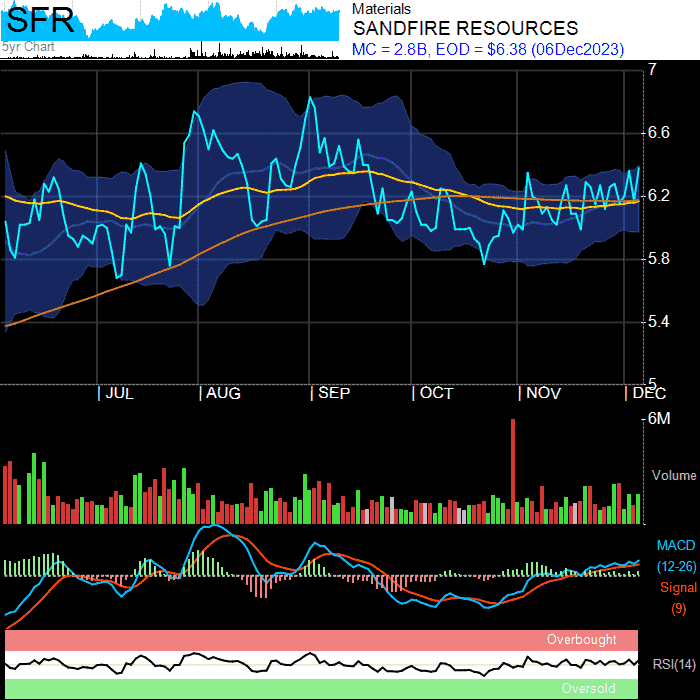 SFR
5yr Chart
Materials
SANDFIRE RESOURCES
MC = 2.8B, EOD = $6.38 (06Dec2023)
7
6.6
6.2
5.8
5.4
5
| JUL | AUG | SEP | OCT | NOV | DEC
6M
Volume
MACD
(12-26)
Signal
(9)
Overbought
RSI(14)
Oversold